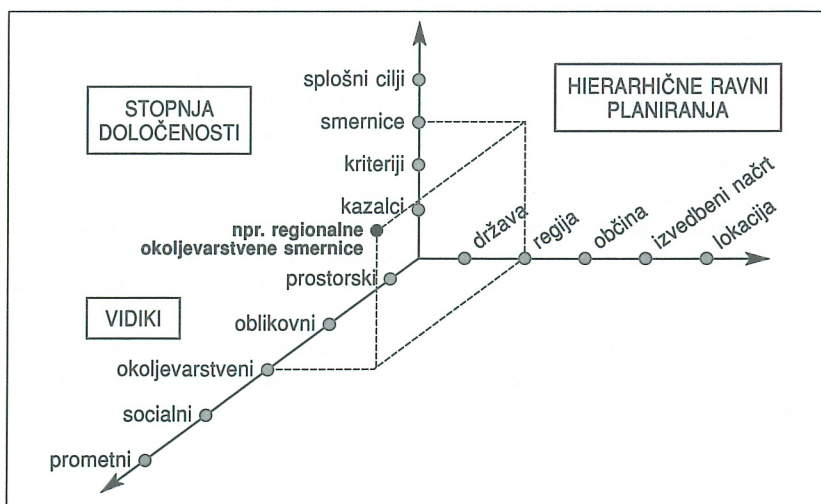 STOPNJA
DOLOČENOSTI
splošni cilji
smernice
kriteriji
kazalci
HIERARHIČNE RAVNI
PLANIRANJA
npr. regionalne
okoljevarstvene smernice
država
regija
občina
izvedbeni načrt
lokacija
VIDIKI
prostorski
oblikovni
okoljevarstveni
socialni
prometni